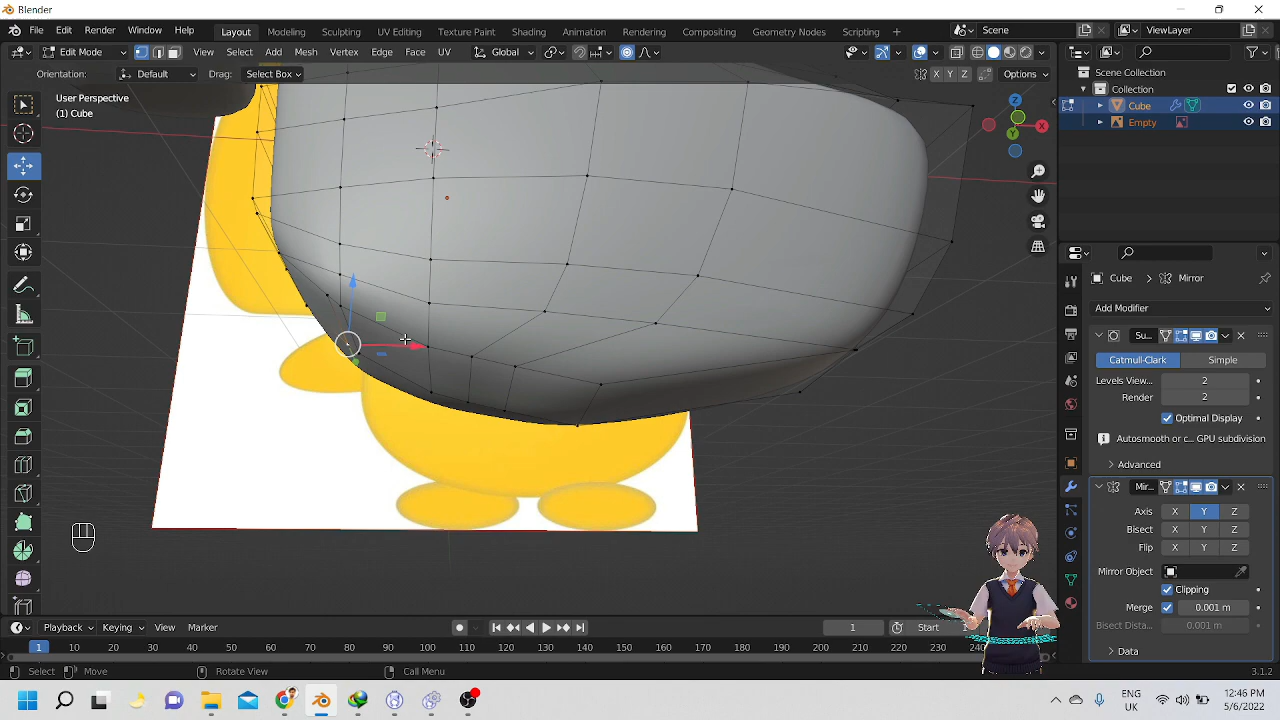 Blender
File Edit Render Window Help Layout Modeling Sculpting UV Editing Texture Paint Shading Animation Rendering Compositing Geometry Nodes Scripting + Scene ViewLayer
Edit Mode View Select Add Mesh Vertex Edge Face UV Global
Orientation: Default Drag: Select Box X Y Z Options
User Perspective
(1) Cube
Z
X
Y
Scene Collection
Collection
Cube
Empty
Cube > Mirror
Add Modifier
Su...
Catmull-Clark Simple
Levels View... 2
Render 2
Optimal Display
Autosmooth or c... GPU subdivision
Advanced
Mir...
Axis X Y Z
Bisect X Y Z
Flip X Y Z
Mirror Object
Clipping
Merge 0.001 m
Bisect Dista... 0.001 m
Data
Playback Keying View Marker 1 Start
1 10 20 30 40 50 60 70 80 90 100 110 120 130 140 150 160 170 180 190 200 210 220 230 240
Select Move Rotate View Call Menu 3.1.2
ENG
UK
12:46 PM
5/6/2022